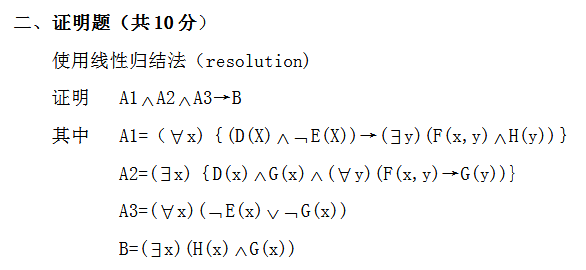 二、证明题（共10分）
使用线性归结法（resolution)
证明 A1∧A2∧A3→B
其中 A1=（∀x）{(D(X)∧¬E(X))→(∃y)(F(x,y)∧H(y))}
A2=(∃x）{D(x)∧G(x)∧(∀y)(F(x,y)→G(y))}
A3=(∀x)(¬E(x)∨¬G(x))
B=(∃x)(H(x)∧G(x))